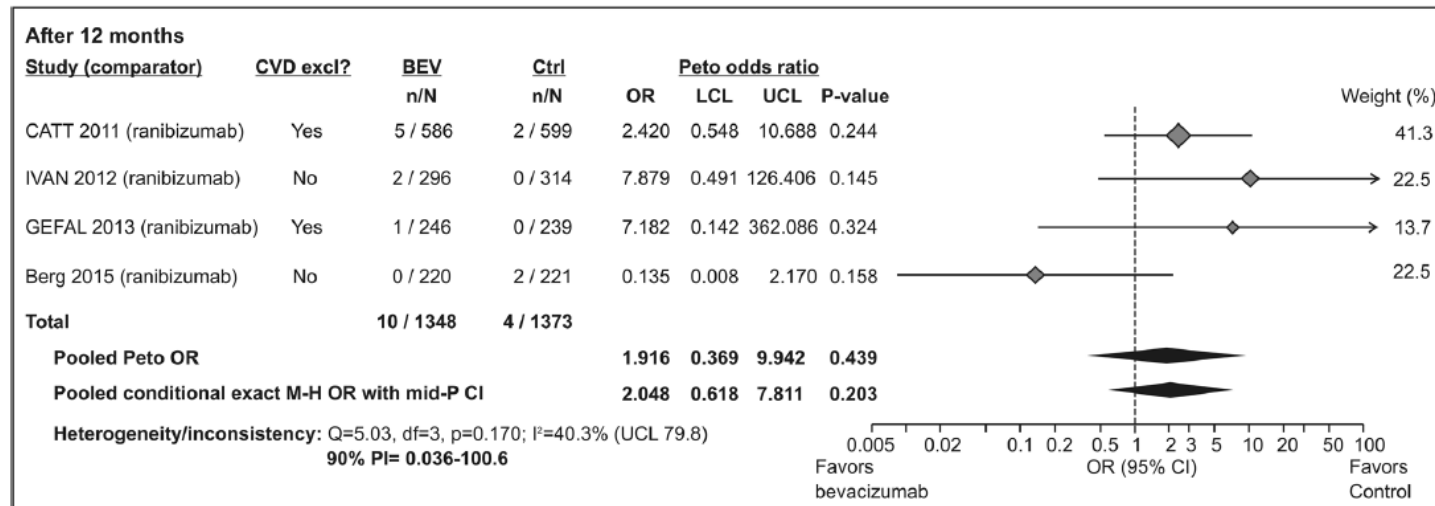 After 12 months
Study (comparator) CVD excl? BEV Ctrl Peto odds ratio
n/N n/N OR LCL UCL P-value Weight (%)
CATT 2011 (ranibizumab) Yes 5 / 586 2 / 599 2.420 0.548 10.688 0.244 41.3
IVAN 2012 (ranibizumab) No 2 / 296 0 / 314 7.879 0.491 126.406 0.145 22.5
GEFAL 2013 (ranibizumab) Yes 1 / 246 0 / 239 7.182 0.142 362.086 0.324 13.7
Berg 2015 (ranibizumab) No 0 / 220 2 / 221 0.135 0.008 2.170 0.158 22.5
Total 10 / 1348 4 / 1373
Pooled Peto OR 1.916 0.369 9.942 0.439
Pooled conditional exact M-H OR with mid-P CI 2.048 0.618 7.811 0.203
Heterogeneity/inconsistency: Q=5.03, df=3, p=0.170; I²=40.3% (UCL 79.8)
90% PI= 0.036-100.6
0.005 0.02 0.1 0.5 1 2 3 5 10 20 50 100
Favors OR (95% CI) Favors
bevacizumab Control